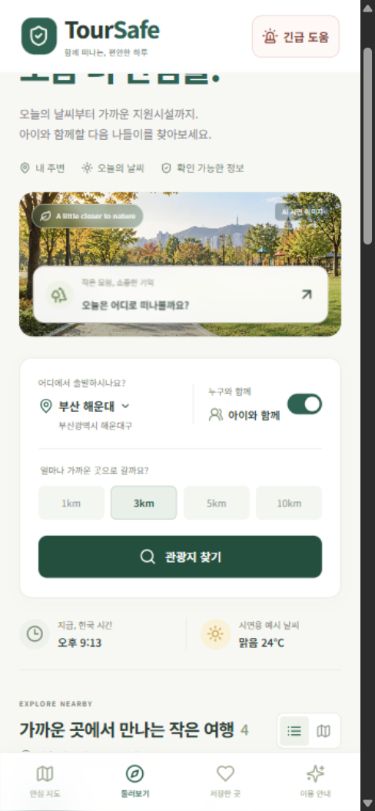 TourSafe
함께 떠나는, 편안한 하루
긴급 도움
오늘의 날씨부터 가까운 지원시설까지.
아이와 함께할 다음 나들이를 찾아보세요.
내 주변
오늘의 날씨
확인 가능한 정보
A little closer to nature
AI 시연 이미지
작은 모험, 소중한 기억
오늘은 어디로 떠나볼까요?
어디에서 출발하시나요?
부산 해운대
부산광역시 해운대구
누구와 함께
아이와 함께
얼마나 가까운 곳으로 갈까요?
1km
3km
5km
10km
관광지 찾기
지금, 한국 시간
오후 9:13
시연용 예시 날씨
맑음 24°C
EXPLORE NEARBY
가까운 곳에서 만나는 작은 여행 4
안심 지도
둘러보기
저장한 곳
이용 안내